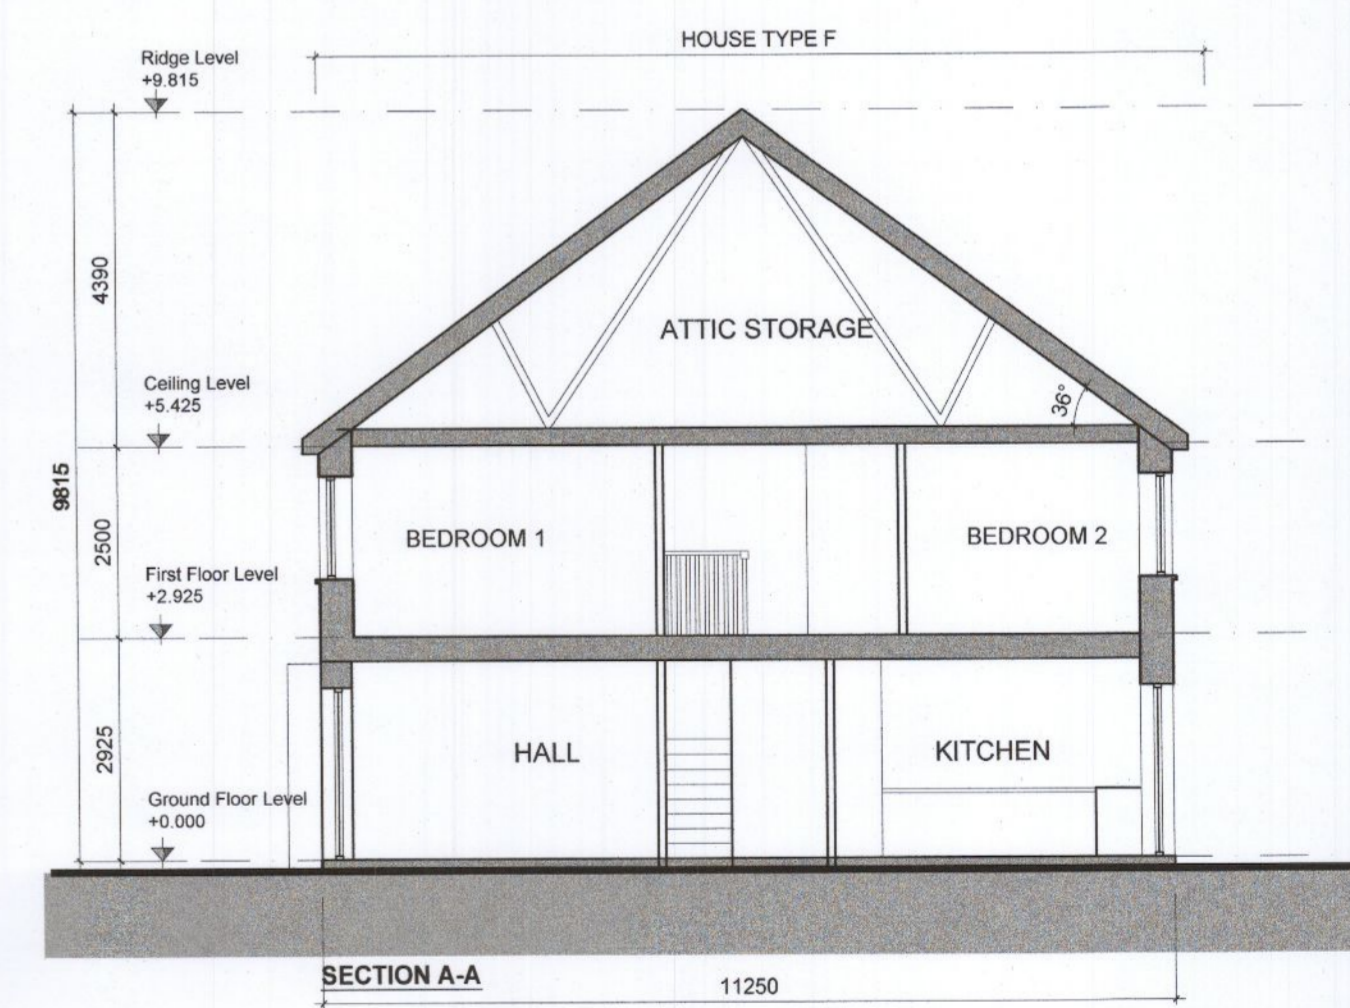 HOUSE TYPE F
Ridge Level
+9.815
4390
ATTIC STORAGE
36°
Ceiling Level
+5.425
9815
2500
BEDROOM 1
BEDROOM 2
First Floor Level
+2.925
2925
HALL
KITCHEN
Ground Floor Level
+0.000
SECTION A-A
11250